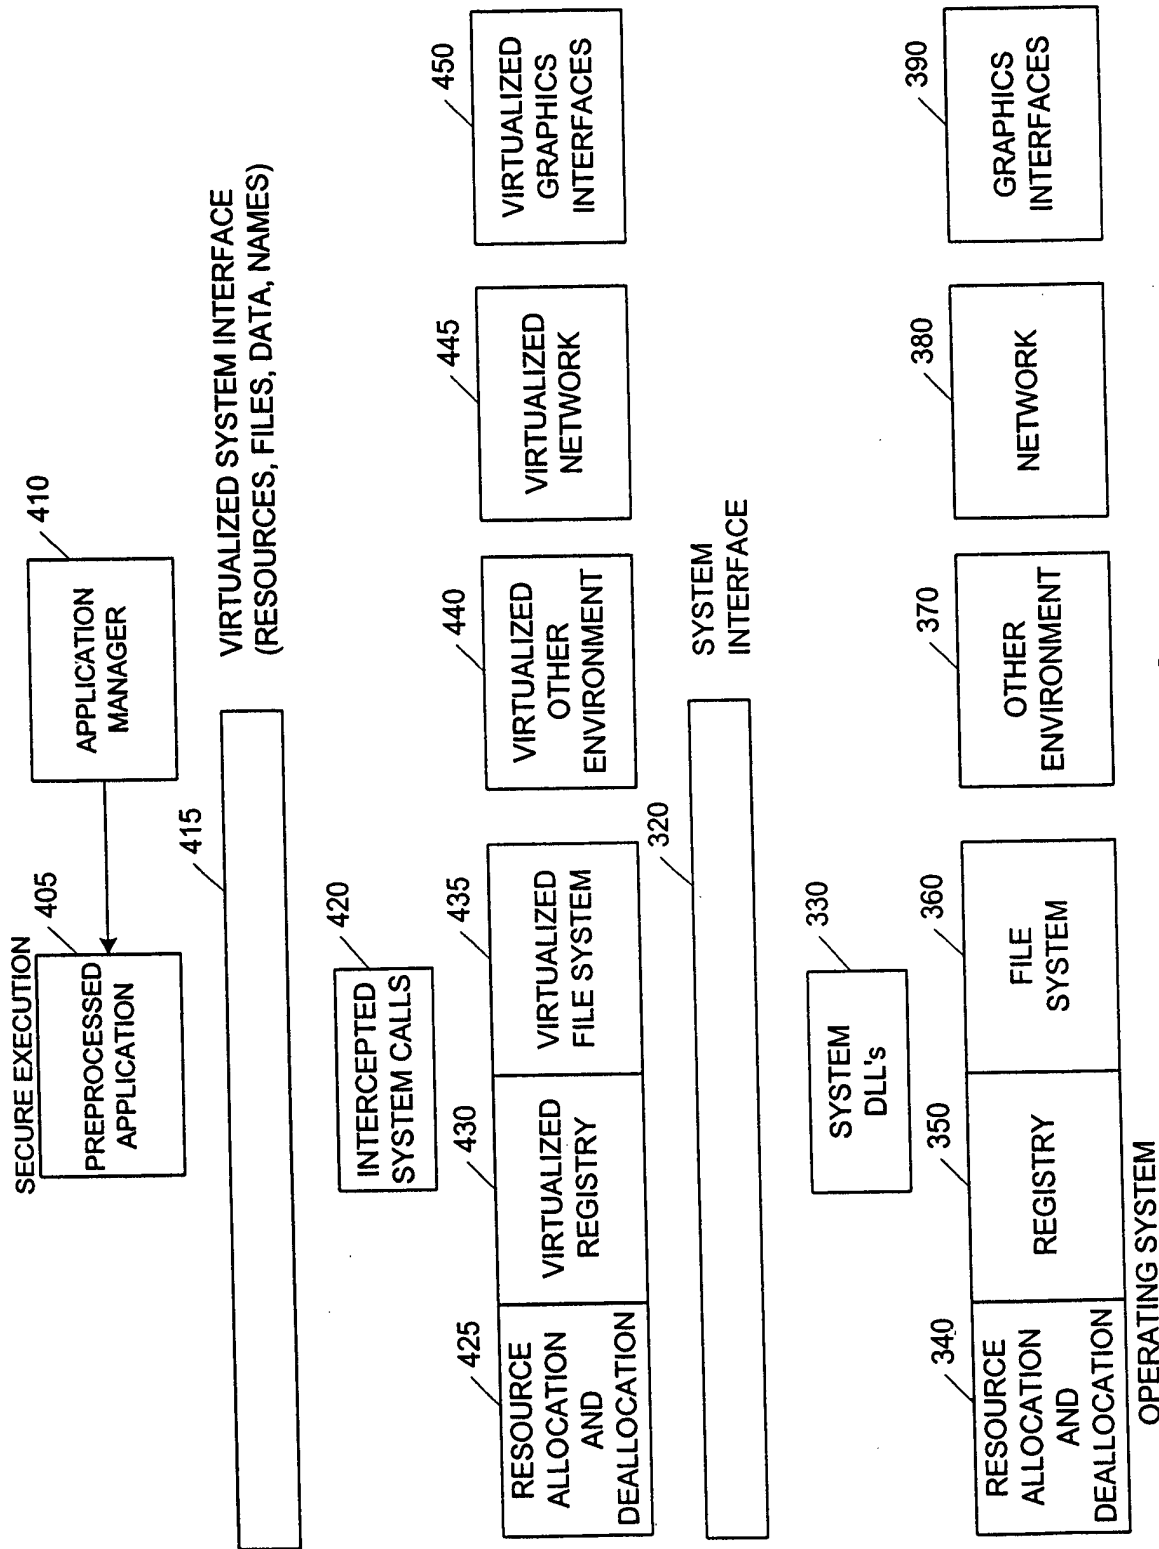 SECURE EXECUTION
405
PREPROCESSED
APPLICATION
410
APPLICATION
MANAGER
415
VIRTUALIZED SYSTEM INTERFACE
(RESOURCES, FILES, DATA, NAMES)
420
INTERCEPTED
SYSTEM CALLS
425
RESOURCE
ALLOCATION
AND
DEALLOCATION
430
VIRTUALIZED
REGISTRY
435
VIRTUALIZED
FILE SYSTEM
440
VIRTUALIZED
OTHER
ENVIRONMENT
445
VIRTUALIZED
NETWORK
450
VIRTUALIZED
GRAPHICS
INTERFACES
320
SYSTEM
INTERFACE
330
SYSTEM
DLL's
340
RESOURCE
ALLOCATION
AND
DEALLOCATION
350
REGISTRY
360
FILE
SYSTEM
370
OTHER
ENVIRONMENT
380
NETWORK
390
GRAPHICS
INTERFACES
OPERATING SYSTEM